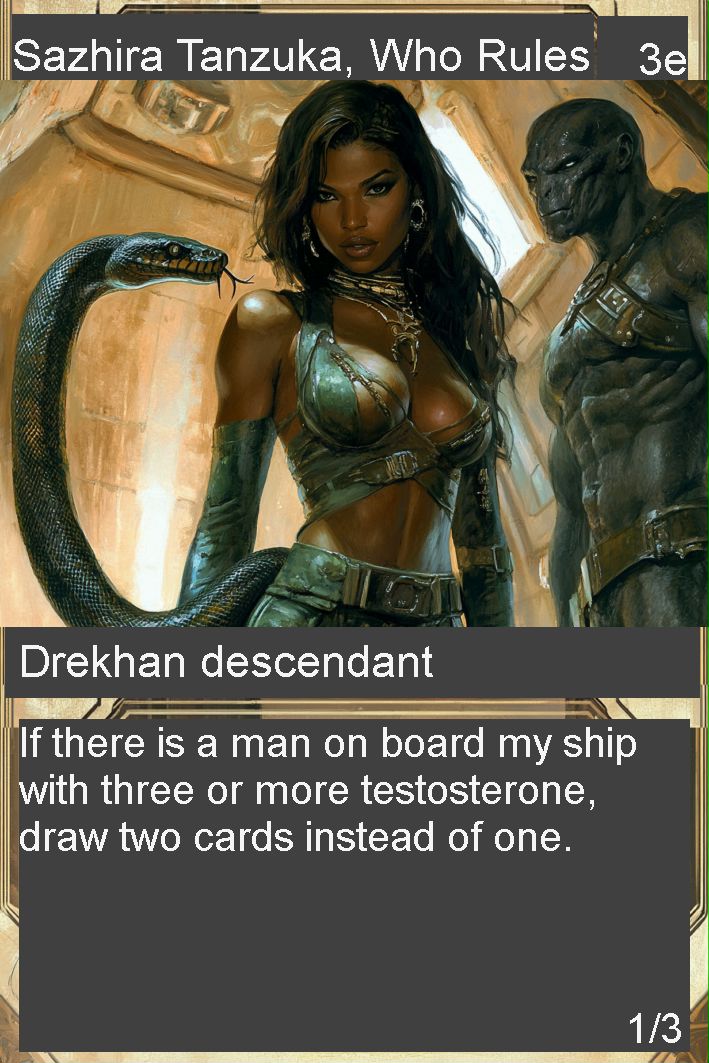 Sazhira Tanzuka, Who Rules 3e
Drekhan descendant
If there is a man on board my ship
with three or more testosterone,
draw two cards instead of one.
1/3